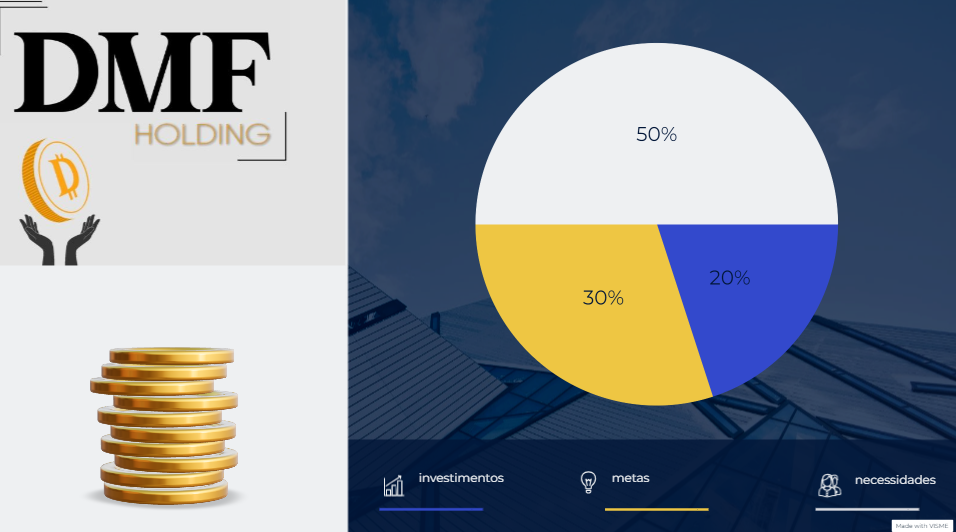 DMF
HOLDING
D
50%
30%
20%
investimentos
metas
necessidades
Made with VISME